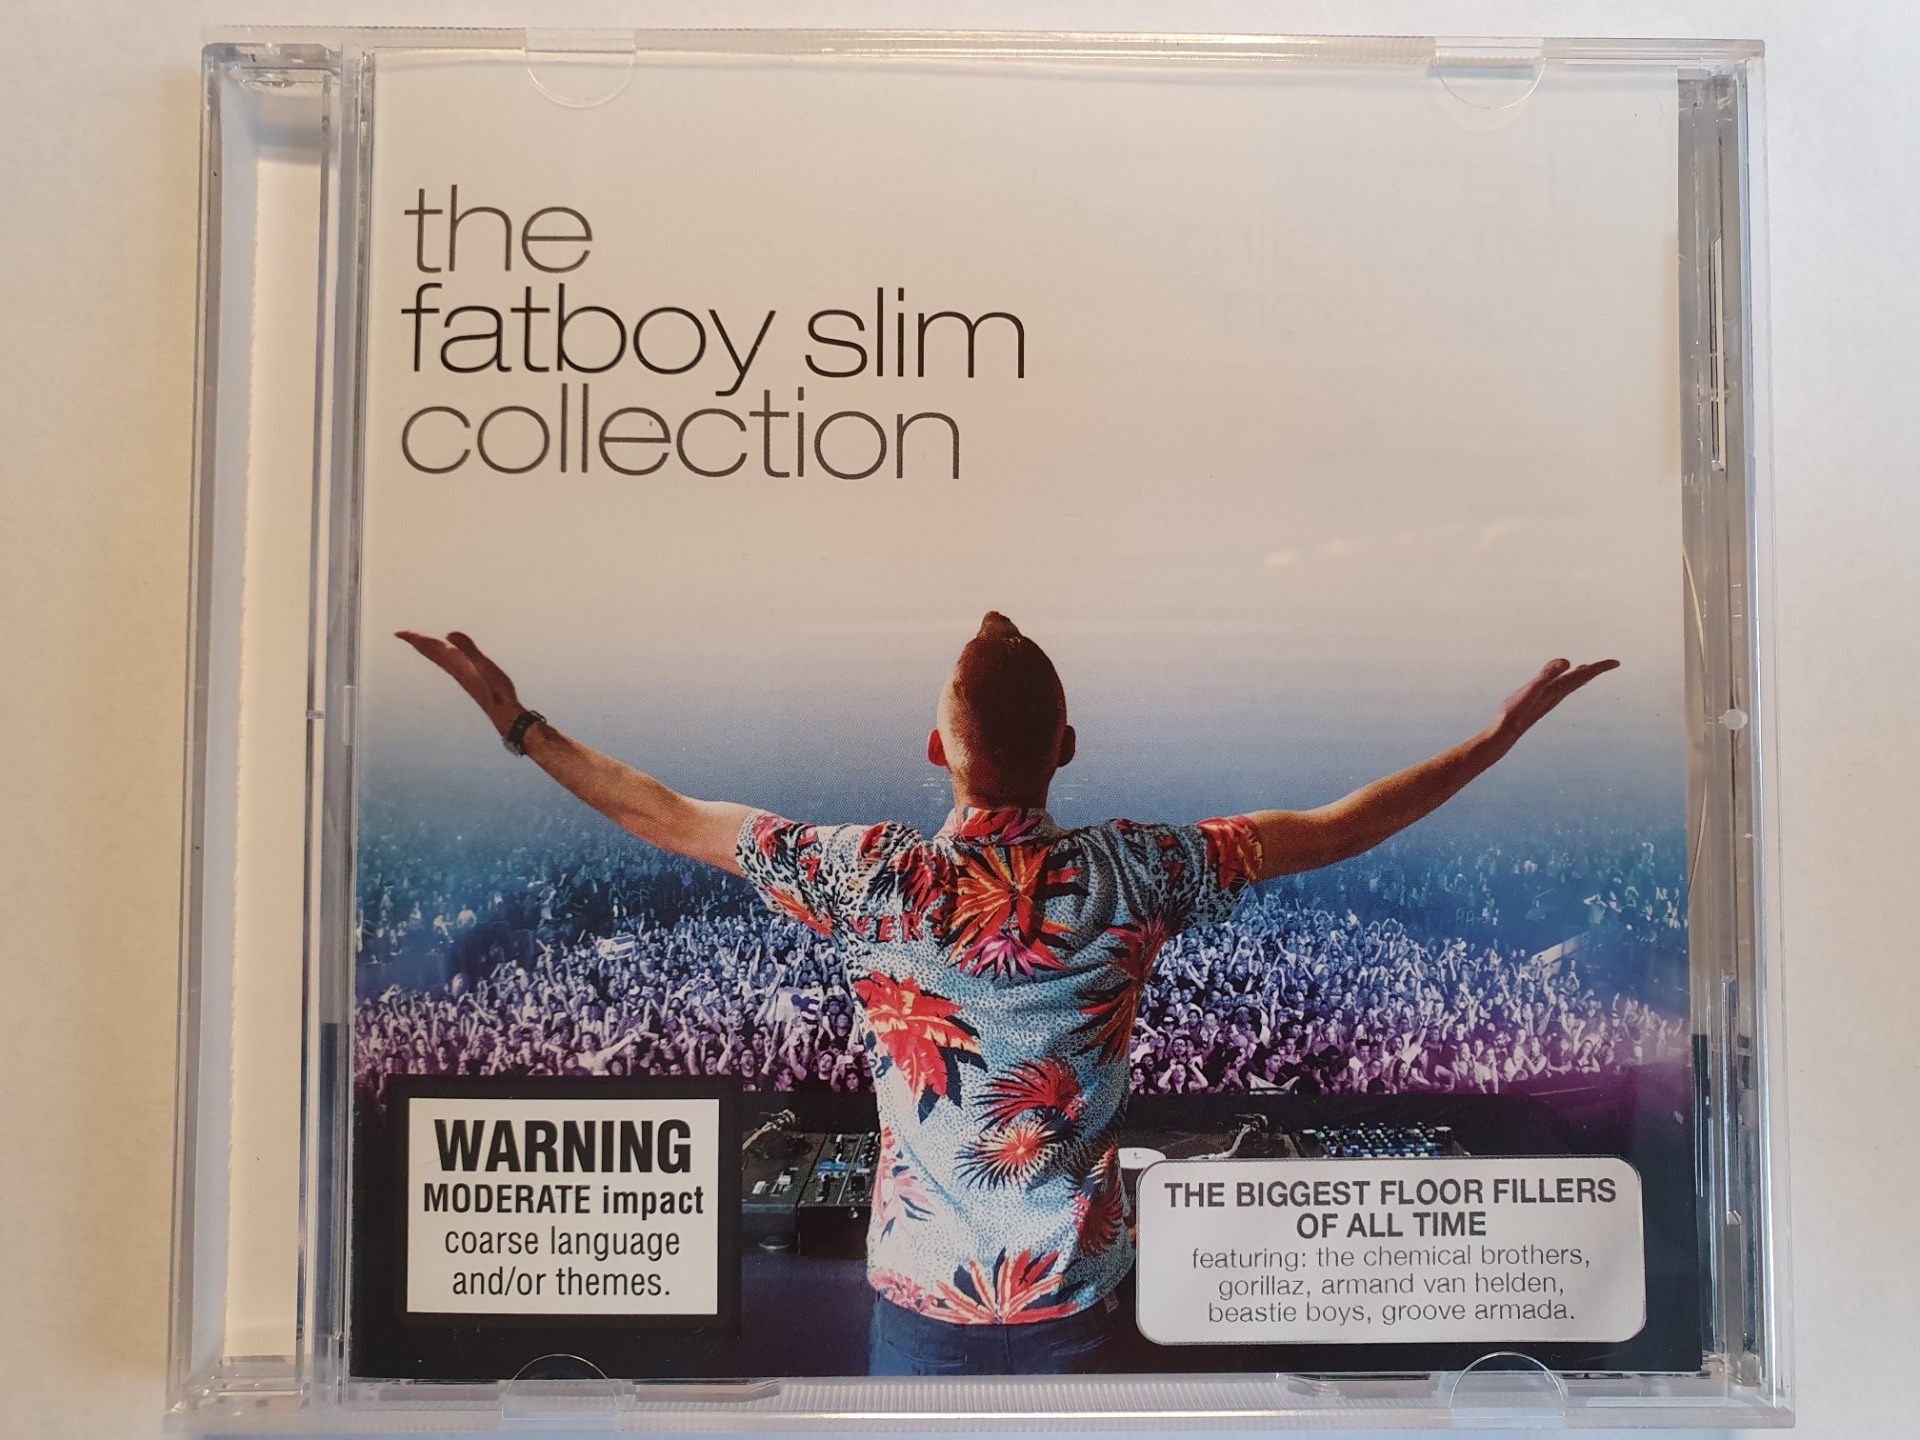 the
fatboy slim
collection
WARNING
MODERATE impact
coarse language
and/or themes.
THE BIGGEST FLOOR FILLERS
OF ALL TIME
featuring: the chemical brothers,
gorillaz, armand van helden,
beastie boys, groove armada.